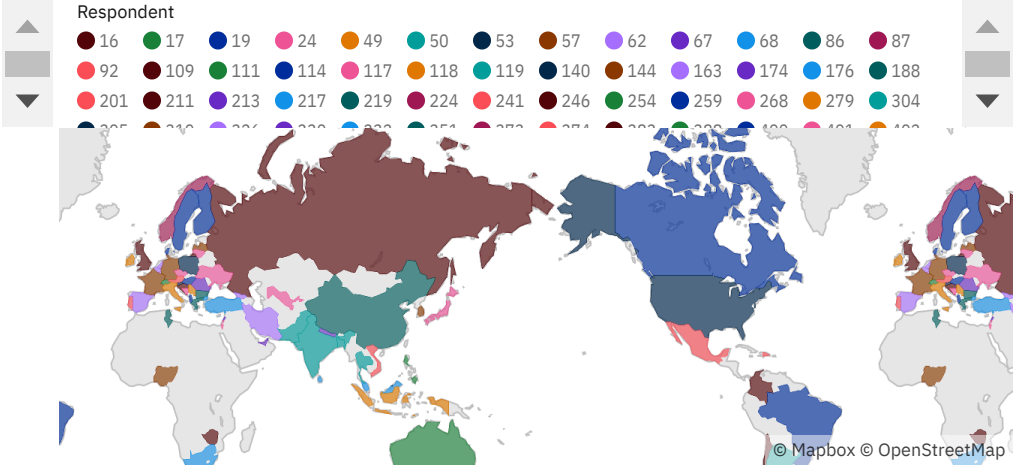 Respondent
16 17 19 24 49 50 53 57 62 67 68 86 87
92 109 111 114 117 118 119 140 144 163 174 176 188
201 211 213 217 219 224 241 246 254 259 268 279 304
© Mapbox © OpenStreetMap